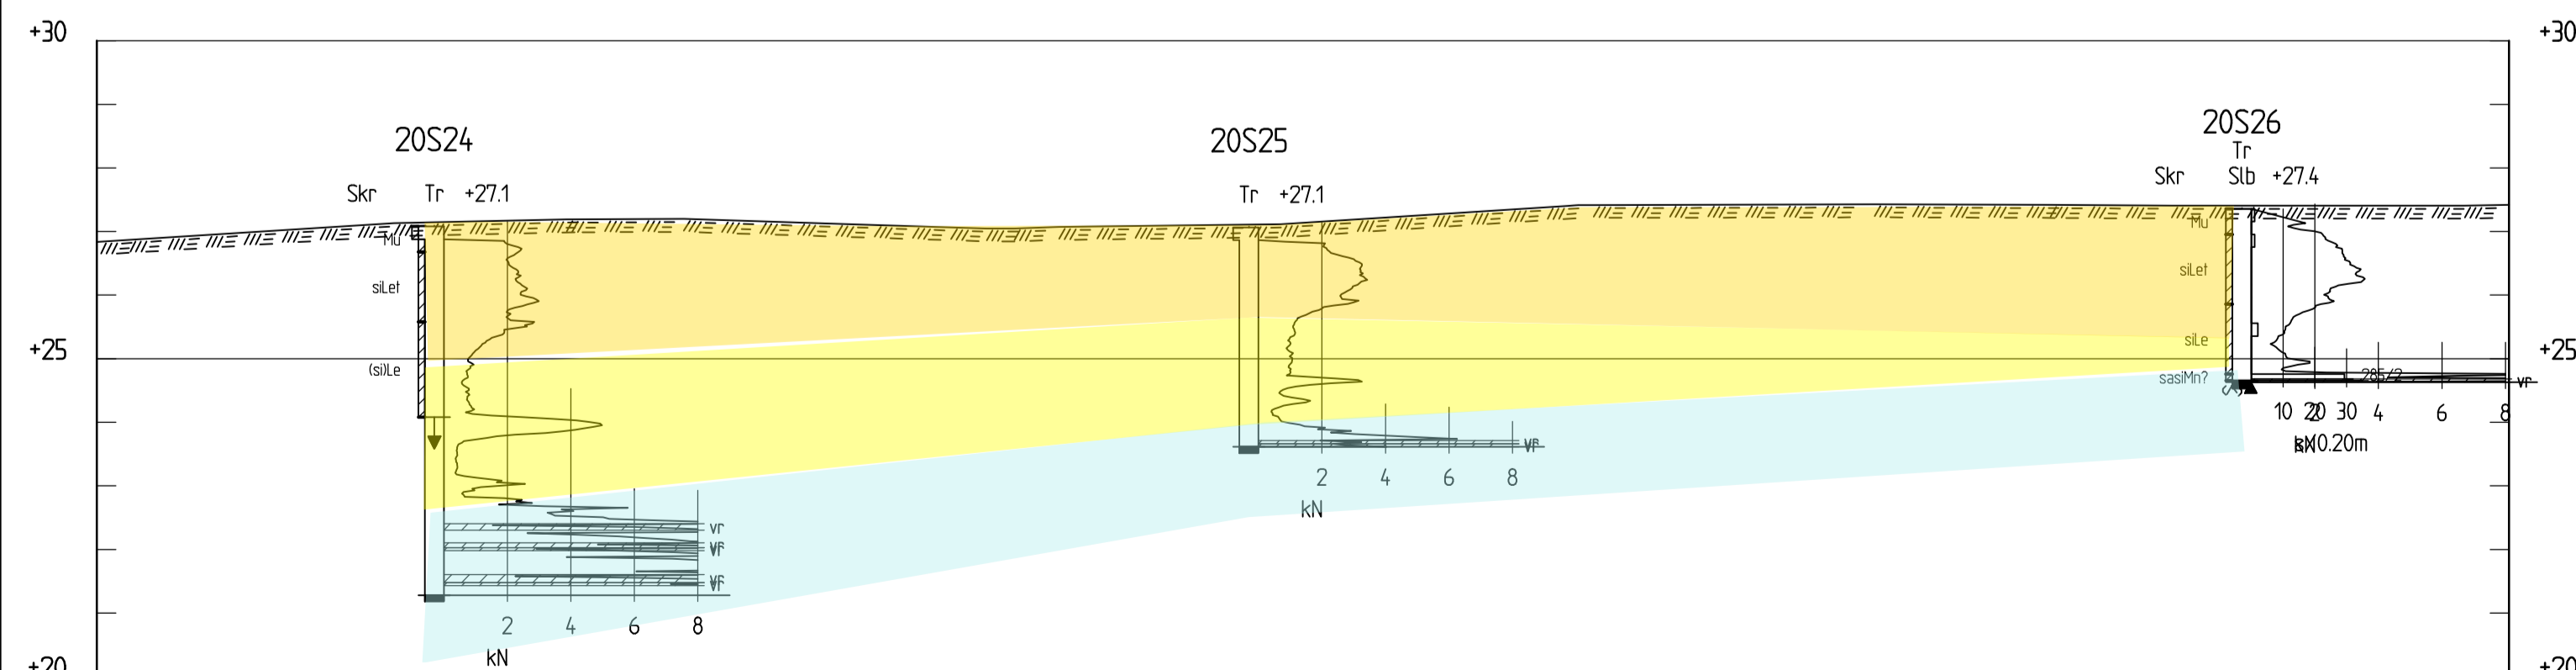 +30
+30
20S24
20S25
20S26
Tr
Skr Tr +27.1
Tr +27.1
Skr Slb +27.4
Mu
Mu
siLet
siLet
siLe
+25
+25
(si)Le
sasiMn?
285/2
vr
10 20 30 4 6 8
0.20m
vr
2 4 6 8
kN
vr
vr
vr
2 4 6 8
kN
+20
+20